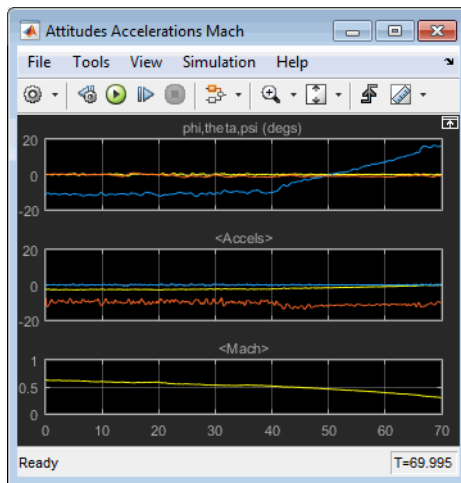 Attitudes Accelerations Mach
File Tools View Simulation Help
phi,theta,psi (degs)
20
0
-20
<Accels>
20
0
-20
<Mach>
1
0.5
0
0 10 20 30 40 50 60 70
Ready T=69.995